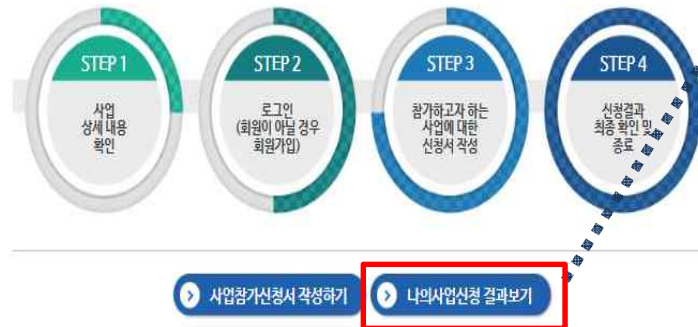 STEP 1
사업
상세 내용
확인
STEP 2
로그인
(회원이 아닐 경우
회원가입)
STEP 3
참가하고자 하는
사업에 대한
신청서 작성
STEP 4
신청결과
최종 확인 및
종료
사업참가신청서 작성하기
나의사업신청 결과보기